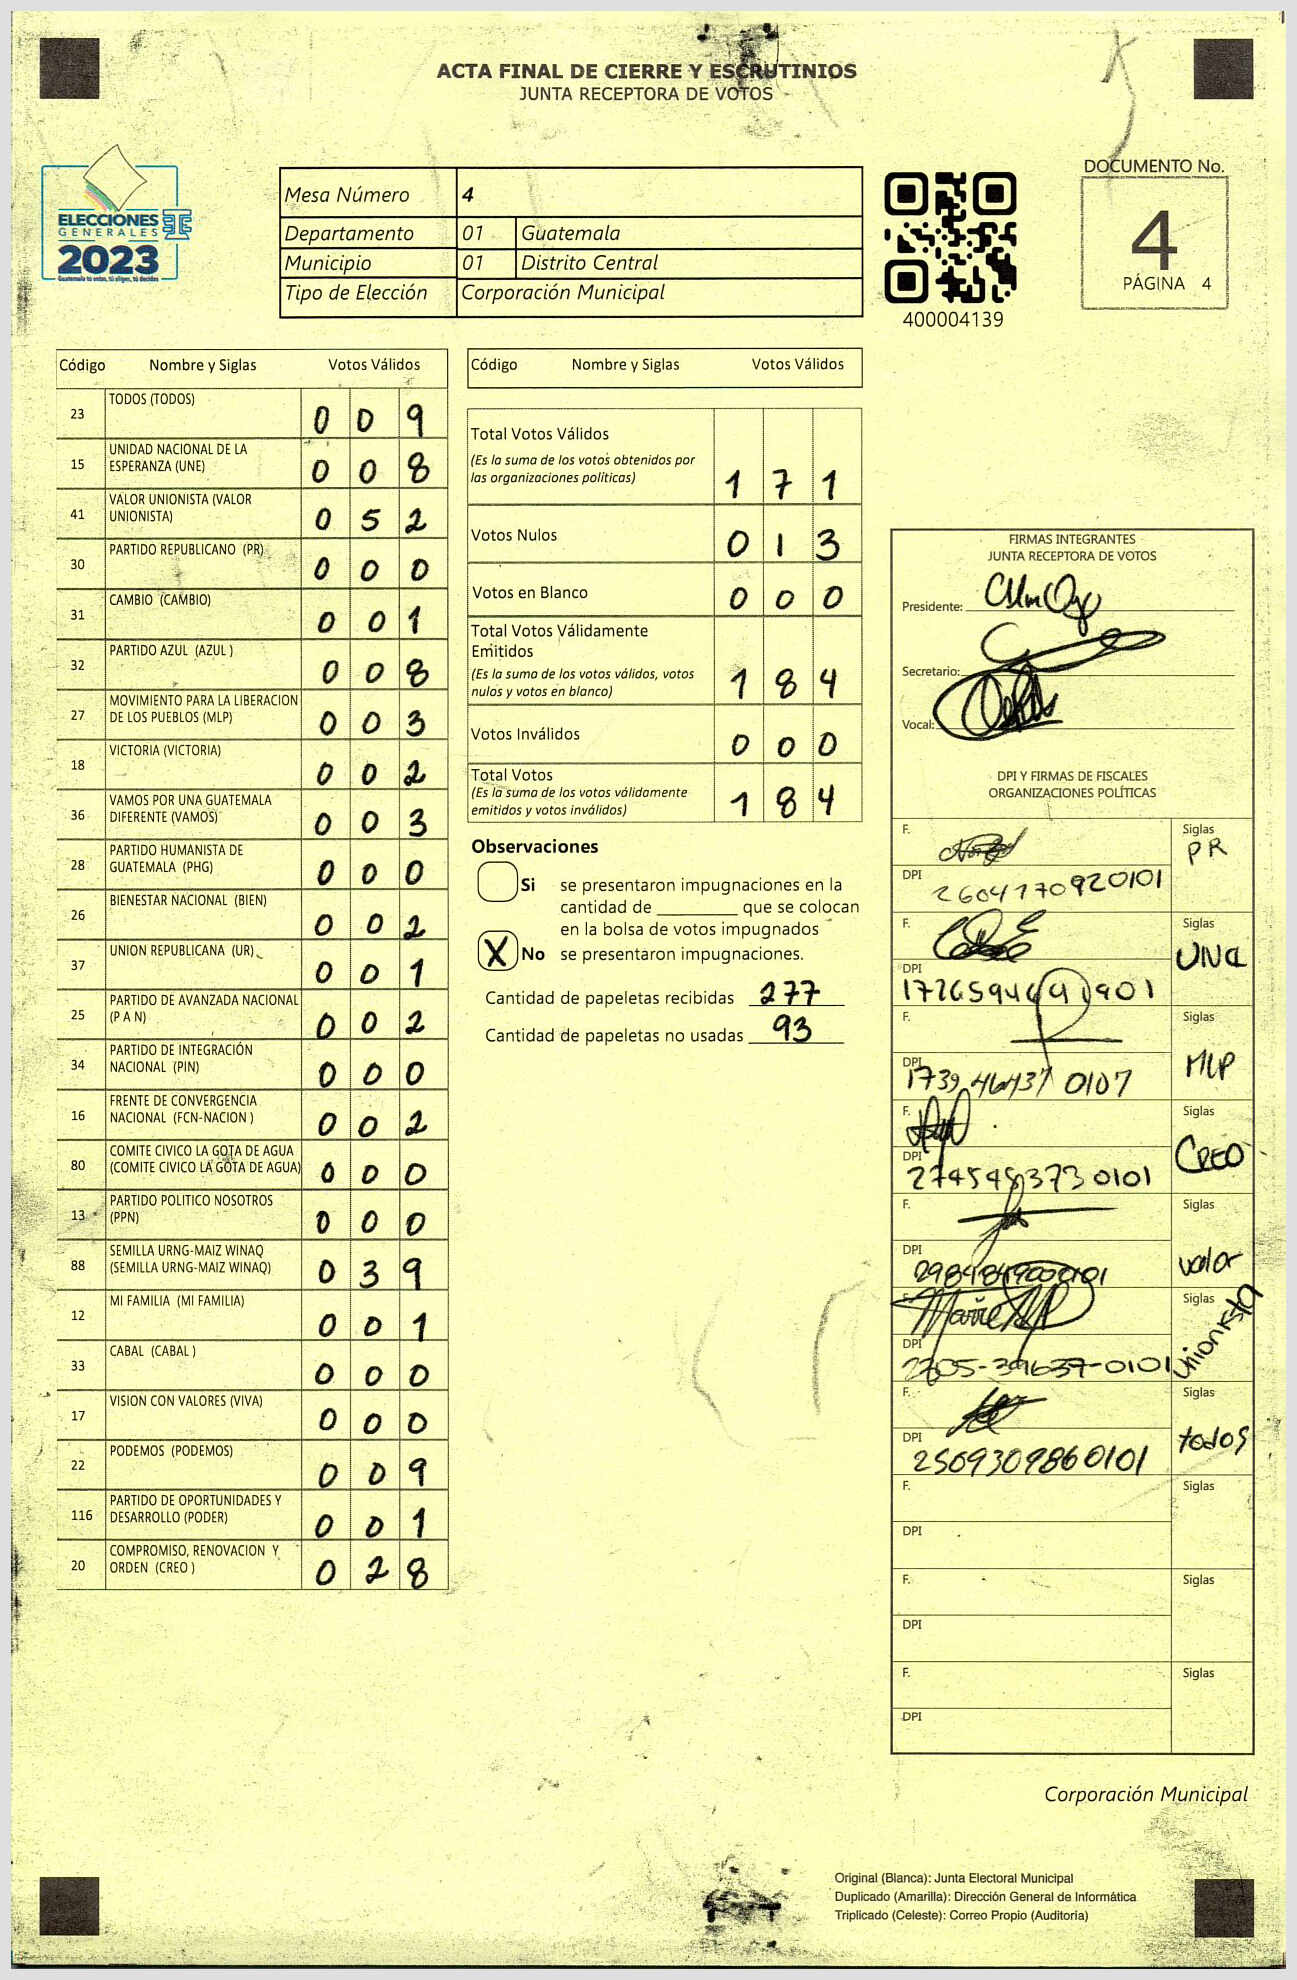 ACTA FINAL DE CIERRE Y ESCRUTINIOS
JUNTA RECEPTORA DE VOTOS
ELECCIONES
GENERALES
2023
Guatemala tú votas, tú eliges, tú decides
Mesa Número 4
Departamento 01 Guatemala
Municipio 01 Distrito Central
Tipo de Elección Corporación Municipal
400004139
DOCUMENTO No.
4
PÁGINA 4
Código Nombre y Siglas Votos Válidos
23 TODOS (TODOS) 0 0 9
15 UNIDAD NACIONAL DE LA
ESPERANZA (UNE) 0 0 8
41 VALOR UNIONISTA (VALOR
UNIONISTA) 0 5 2
30 PARTIDO REPUBLICANO (PR) 0 0 0
31 CAMBIO (CAMBIO) 0 0 1
32 PARTIDO AZUL (AZUL ) 0 0 8
27 MOVIMIENTO PARA LA LIBERACION
DE LOS PUEBLOS (MLP) 0 0 3
18 VICTORIA (VICTORIA) 0 0 2
36 VAMOS POR UNA GUATEMALA
DIFERENTE (VAMOS) 0 0 3
28 PARTIDO HUMANISTA DE
GUATEMALA (PHG) 0 0 0
26 BIENESTAR NACIONAL (BIEN) 0 0 2
37 UNION REPUBLICANA (UR) 0 0 1
25 PARTIDO DE AVANZADA NACIONAL
(P A N) 0 0 2
34 PARTIDO DE INTEGRACIÓN
NACIONAL (PIN) 0 0 0
16 FRENTE DE CONVERGENCIA
NACIONAL (FCN-NACION ) 0 0 2
80 COMITE CIVICO LA GOTA DE AGUA
(COMITE CIVICO LA GOTA DE AGUA) 0 0 0
13 PARTIDO POLITICO NOSOTROS
(PPN) 0 0 0
88 SEMILLA URNG-MAIZ WINAQ
(SEMILLA URNG-MAIZ WINAQ) 0 3 9
12 MI FAMILIA (MI FAMILIA) 0 0 1
33 CABAL (CABAL ) 0 0 0
17 VISION CON VALORES (VIVA) 0 0 0
22 PODEMOS (PODEMOS) 0 0 9
116 PARTIDO DE OPORTUNIDADES Y
DESARROLLO (PODER) 0 0 1
20 COMPROMISO, RENOVACION Y
ORDEN (CREO ) 0 2 8
Código Nombre y Siglas Votos Válidos
Total Votos Válidos
(Es la suma de los votos obtenidos por
las organizaciones politicas) 1 7 1
Votos Nulos 0 1 3
Votos en Blanco 0 0 0
Total Votos Válidamente
Emitidos
(Es la suma de los votos válidos, votos
nulos y votos en blanco) 1 8 4
Votos Inválidos 0 0 0
Total Votos
(Es la suma de los votos válidamente
emitidos y votos inválidos) 1 8 4
Observaciones
Si se presentaron impugnaciones en la
cantidad de ________ que se colocan
en la bolsa de votos impugnados
X No se presentaron impugnaciones.
Cantidad de papeletas recibidas 277
Cantidad de papeletas no usadas 93
FIRMAS INTEGRANTES
JUNTA RECEPTORA DE VOTOS
Presidente:
Secretario:
Vocal:
DPI Y FIRMAS DE FISCALES
ORGANIZACIONES POLÍTICAS
F. Siglas
PR
DPI 2604170920101
F. Siglas
UNE
DPI
F. Siglas
MLP
DPI 1739 46437 0107
F. Siglas
CREO
DPI
F. Siglas
DPI
valor
F. Siglas
Unionista
DPI
F. Siglas
todos
DPI 2509309860101
F. Siglas
DPI
F. Siglas
DPI
F. Siglas
DPI
Corporación Municipal
Original (Blanca): Junta Electoral Municipal
Duplicado (Amarilla): Dirección General de Informática
Triplicado (Celeste): Correo Propio (Auditoria)